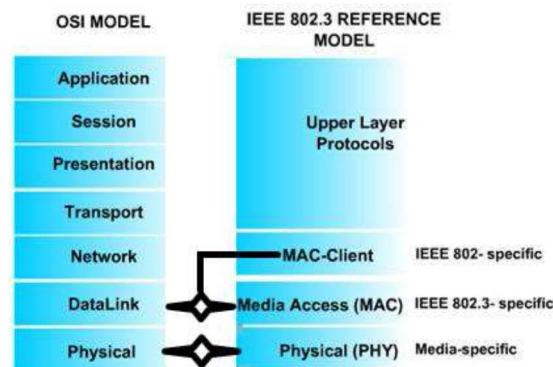 OSI MODEL
IEEE 802.3 REFERENCE
MODEL
Application
Session
Presentation
Transport
Network
DataLink
Physical
Upper Layer
Protocols
MAC-Client
IEEE 802- specific
Media Access (MAC)
IEEE 802.3- specific
Physical (PHY)
Media-specific